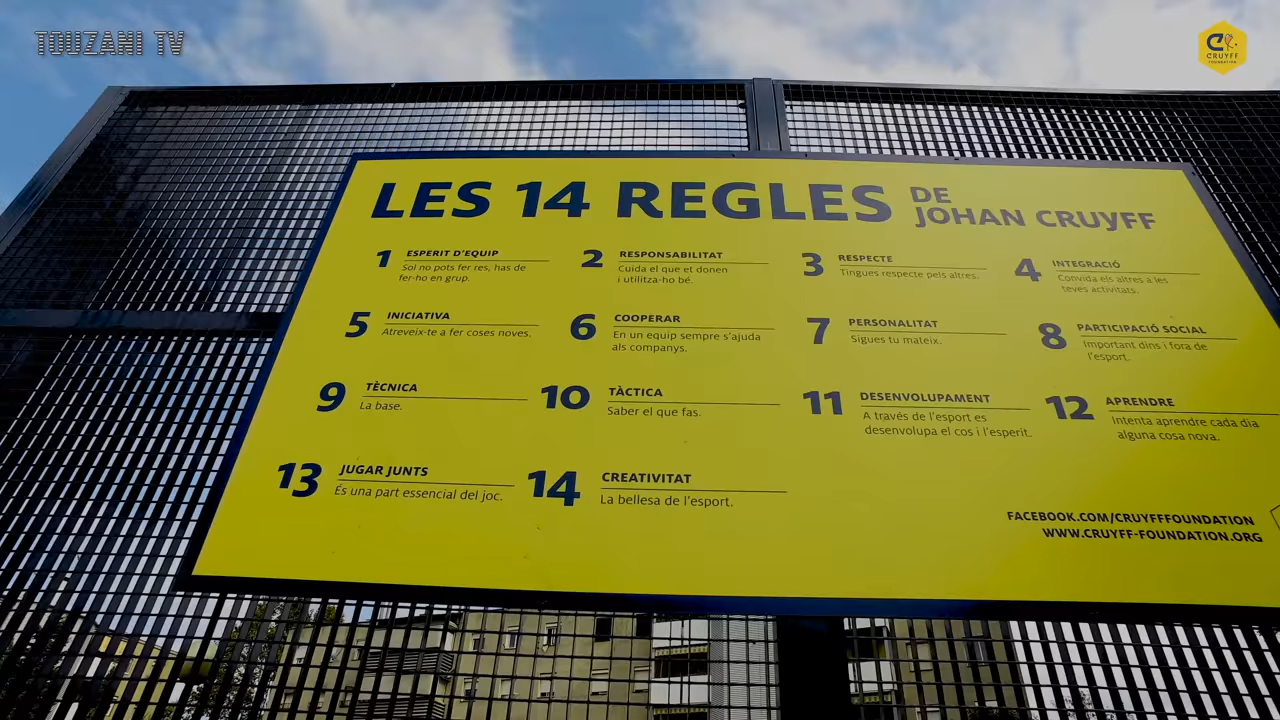 TOUZANI TV
CRUYFF
FOUNDATION
LES 14 REGLES DE
JOHAN CRUYFF
1 ESPERIT D'EQUIP
Sol no pots fer res, has de
fer-ho en grup.
2 RESPONSABILITAT
Cuida el que et donen
i utilitza-ho bé.
3 RESPECTE
Tingues respecte pels altres.
4 INTEGRACIÓ
Convida els altres a les
teves activitats.
5 INICIATIVA
Atreveix-te a fer coses noves.
6 COOPERAR
En un equip sempre s'ajuda
als companys.
7 PERSONALITAT
Sigues tu mateix.
8 PARTICIPACIÓ SOCIAL
Important dins i fora de
l'esport.
9 TÈCNICA
La base.
10 TÀCTICA
Saber el que fas.
11 DESENVOLUPAMENT
A través de l'esport es
desenvolupa el cos i l'esperit.
12 APRENDRE
Intenta aprendre cada dia
alguna cosa nova.
13 JUGAR JUNTS
És una part essencial del joc.
14 CREATIVITAT
La bellesa de l'esport.
FACEBOOK.COM/CRUYFFFOUNDATION
WWW.CRUYFF-FOUNDATION.ORG